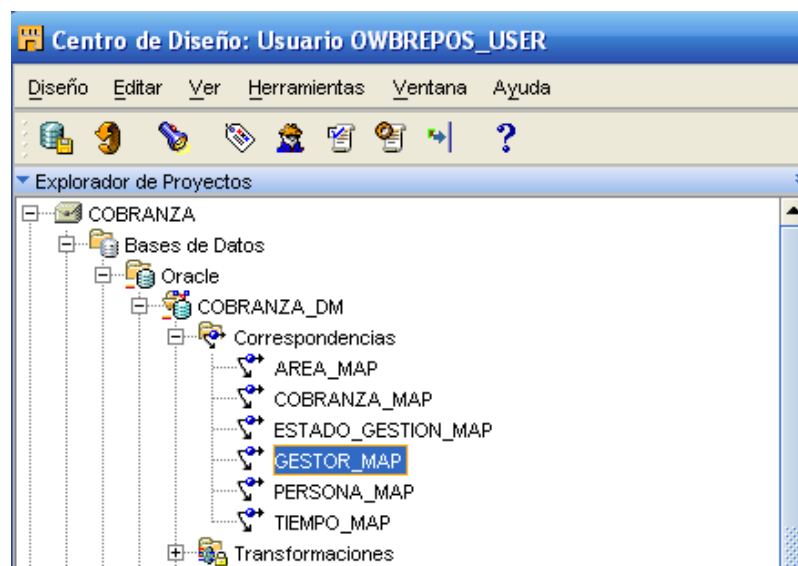 Centro de Diseño: Usuario OWBREPOS_USER
Diseño Editar Ver Herramientas Ventana Ayuda
Explorador de Proyectos
COBRANZA
Bases de Datos
Oracle
COBRANZA_DM
Correspondencias
AREA_MAP
COBRANZA_MAP
ESTADO_GESTION_MAP
GESTOR_MAP
PERSONA_MAP
TIEMPO_MAP
Transformaciones